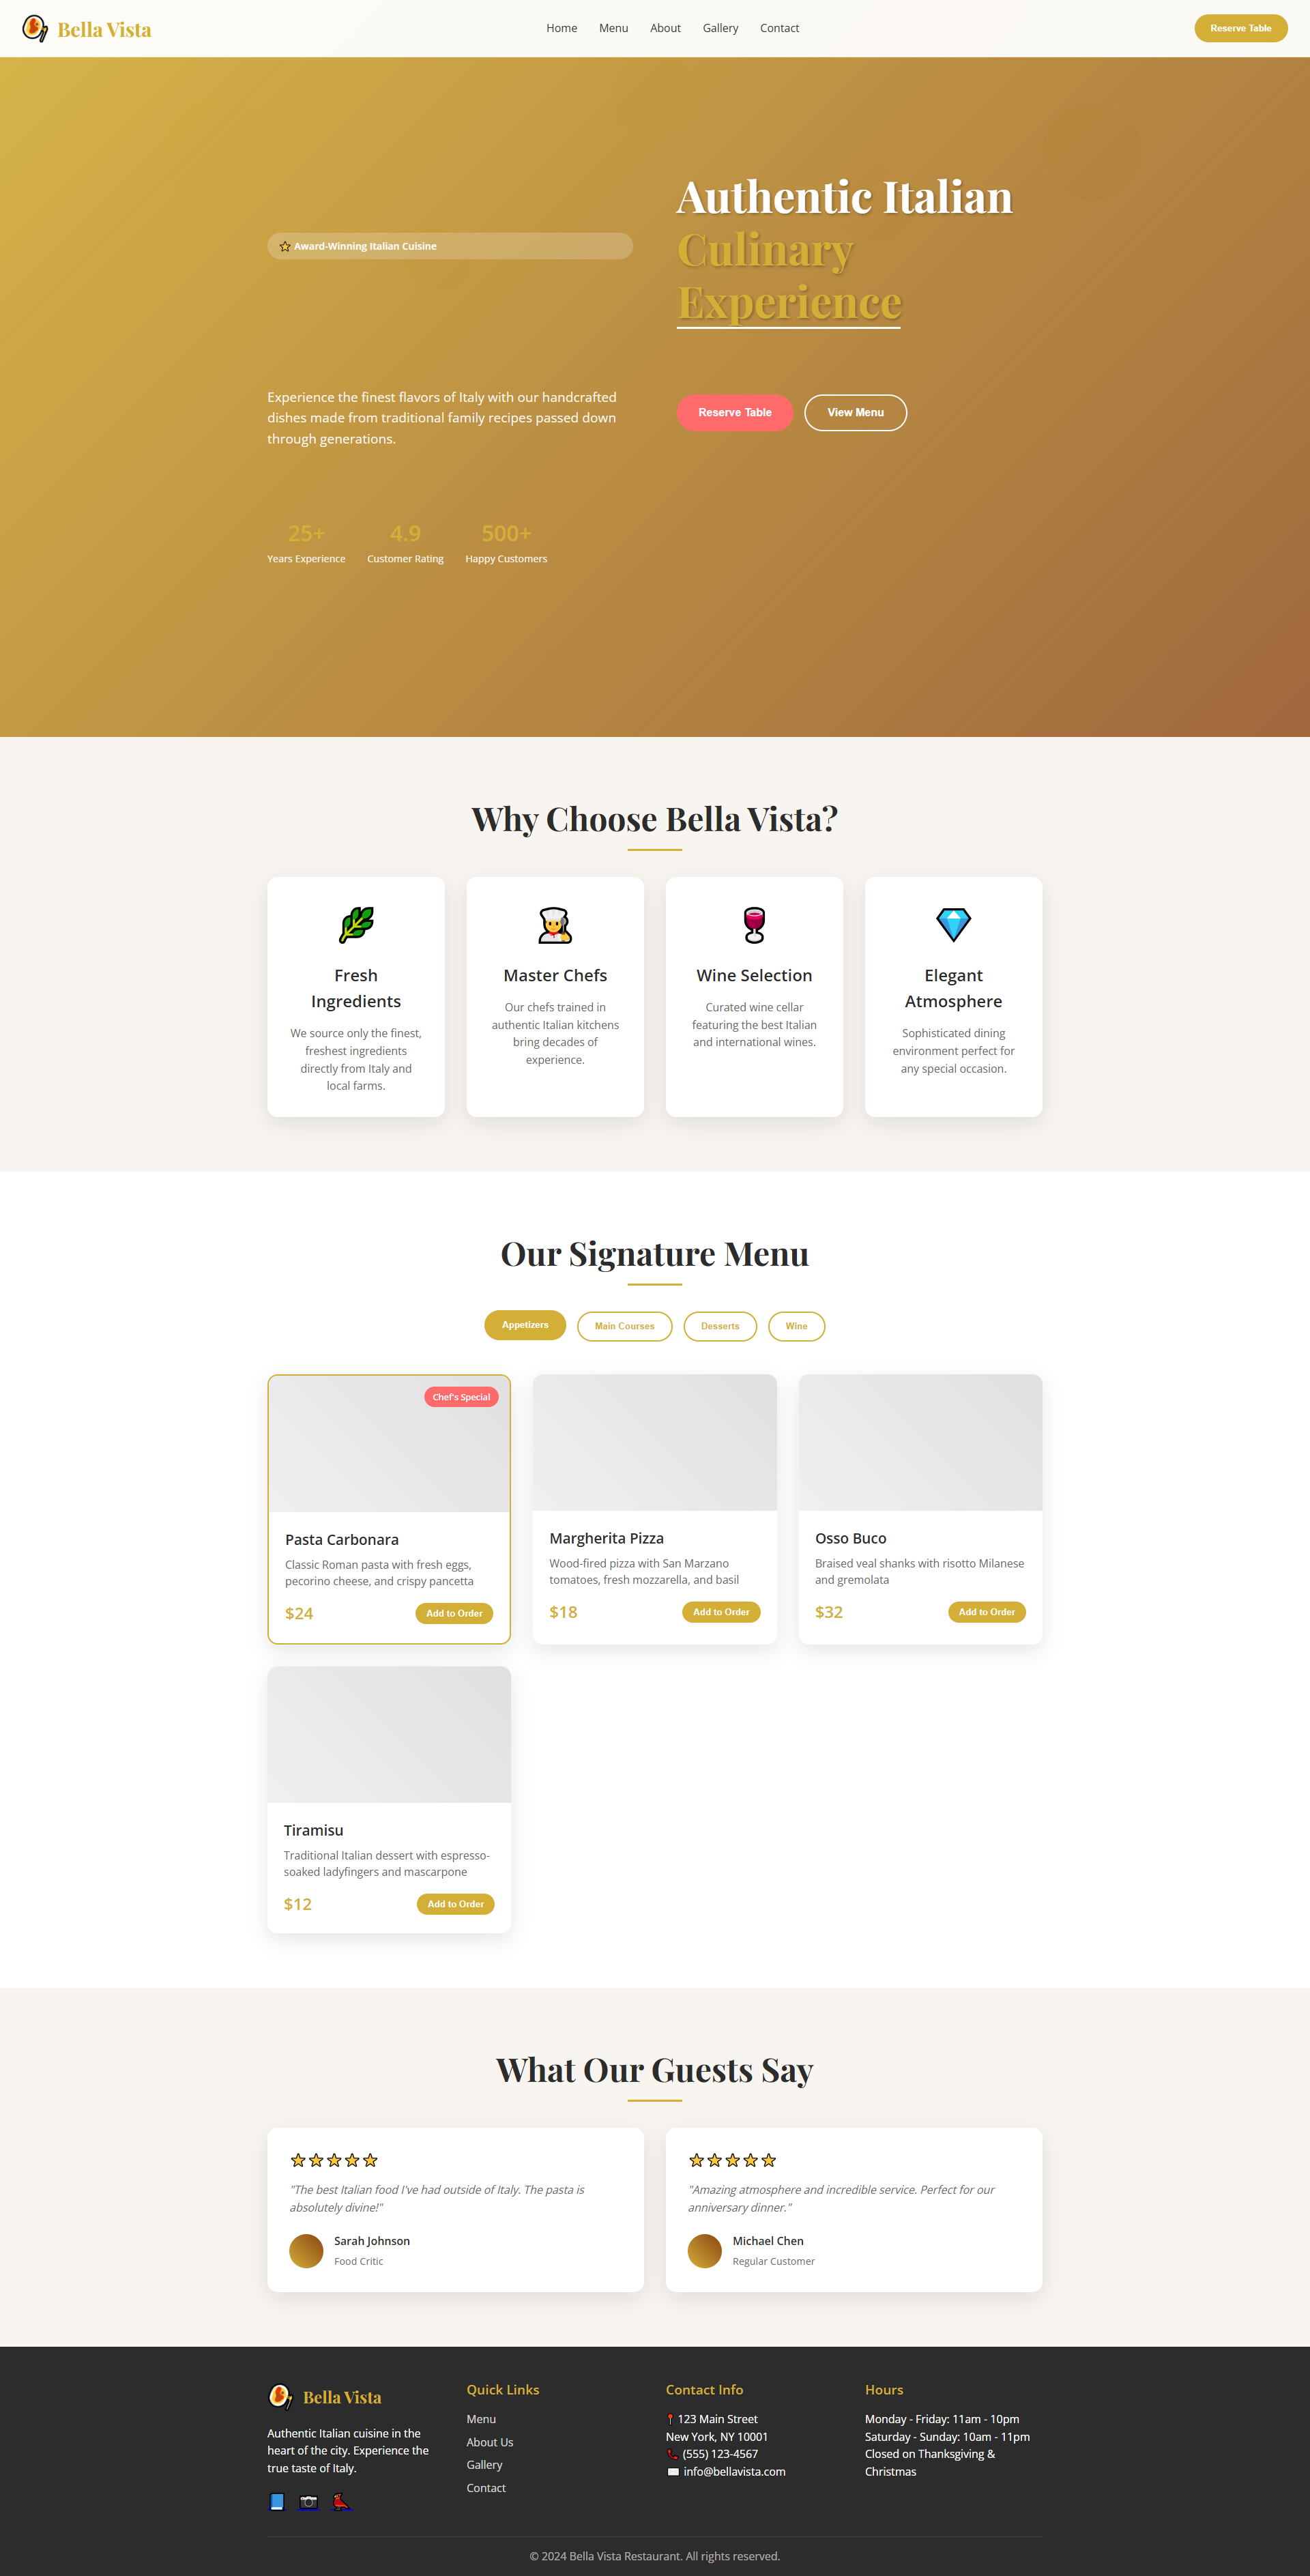 Bella Vista
Home Menu About Gallery Contact
Reserve Table
⭐ Award-Winning Italian Cuisine
Authentic Italian
Culinary
Experience
Experience the finest flavors of Italy with our handcrafted
dishes made from traditional family recipes passed down
through generations.
Reserve Table View Menu
25+ 4.9 500+
Years Experience Customer Rating Happy Customers
Why Choose Bella Vista?
Fresh
Ingredients
We source only the finest,
freshest ingredients
directly from Italy and
local farms.
Master Chefs
Our chefs trained in
authentic Italian kitchens
bring decades of
experience.
Wine Selection
Curated wine cellar
featuring the best Italian
and international wines.
Elegant
Atmosphere
Sophisticated dining
environment perfect for
any special occasion.
Our Signature Menu
Appetizers Main Courses Desserts Wine
Chef's Special
Pasta Carbonara
Classic Roman pasta with fresh eggs,
pecorino cheese, and crispy pancetta
$24 Add to Order
Margherita Pizza
Wood-fired pizza with San Marzano
tomatoes, fresh mozzarella, and basil
$18 Add to Order
Osso Buco
Braised veal shanks with risotto Milanese
and gremolata
$32 Add to Order
Tiramisu
Traditional Italian dessert with espresso-
soaked ladyfingers and mascarpone
$12 Add to Order
What Our Guests Say
"The best Italian food I've had outside of Italy. The pasta is
absolutely divine!"
Sarah Johnson
Food Critic
"Amazing atmosphere and incredible service. Perfect for our
anniversary dinner."
Michael Chen
Regular Customer
Bella Vista
Authentic Italian cuisine in the
heart of the city. Experience the
true taste of Italy.
Quick Links
Menu
About Us
Gallery
Contact
Contact Info
123 Main Street
New York, NY 10001
(555) 123-4567
info@bellavista.com
Hours
Monday - Friday: 11am - 10pm
Saturday - Sunday: 10am - 11pm
Closed on Thanksgiving &
Christmas
© 2024 Bella Vista Restaurant. All rights reserved.